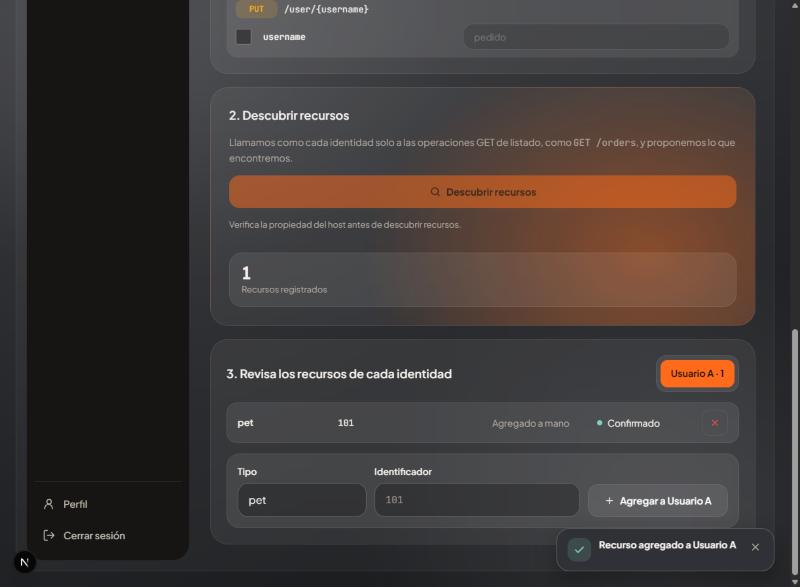 PUT /user/{username}
username pedido
2. Descubrir recursos
Llamamos como cada identidad solo a las operaciones GET de listado, como GET /orders, y proponemos lo que
encontremos.
Descubrir recursos
Verifica la propiedad del host antes de descubrir recursos.
1
Recursos registrados
3. Revisa los recursos de cada identidad
Usuario A · 1
pet 101 Agregado a mano Confirmado
Tipo Identificador
pet 101 + Agregar a Usuario A
Perfil
Cerrar sesión
N
Recurso agregado a Usuario A